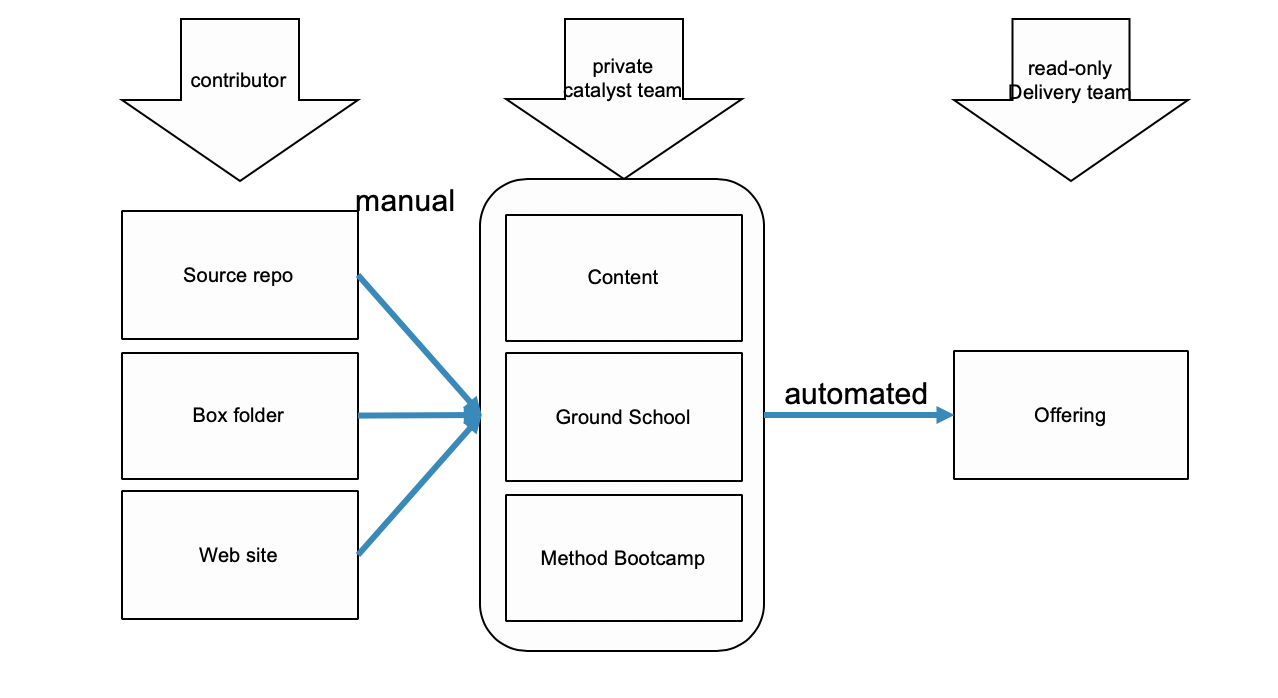 contributor
private
catalyst team
read-only
Delivery team
manual
Source repo
Box folder
Web site
Content
Ground School
Method Bootcamp
automated
Offering